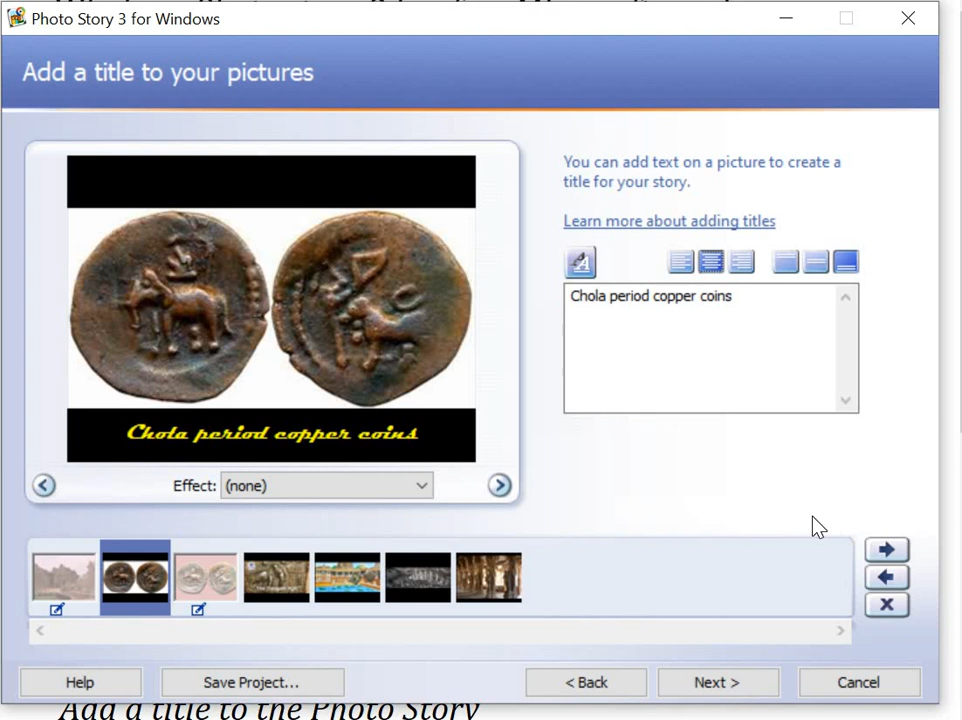 Photo Story 3 for Windows
Add a title to your pictures
You can add text on a picture to create a
title for your story.
Learn more about adding titles
A
Chola period copper coins
Chola period copper coins
Effect: (none)
Help
Save Project...
< Back
Next >
Cancel
Add a title to the Photo Story